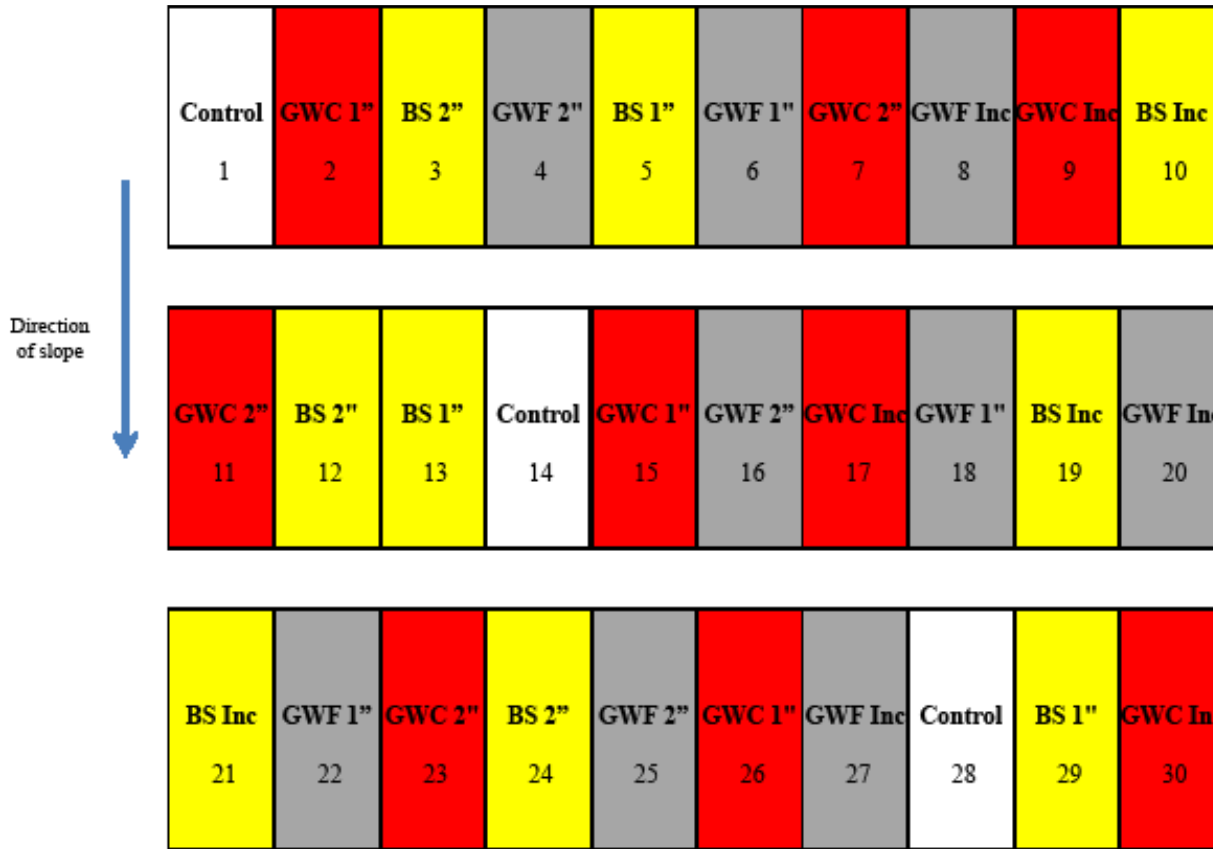 Control GWC 1” BS 2” GWF 2" BS 1” GWF 1" GWC 2” GWF Inc GWC Inc BS Inc
1 2 3 4 5 6 7 8 9 10
Direction
of slope
GWC 2” BS 2" BS 1” Control GWC 1" GWF 2” GWC Inc GWF 1" BS Inc GWF Inc
11 12 13 14 15 16 17 18 19 20
BS Inc GWF 1” GWC 2" BS 2” GWF 2” GWC 1" GWF Inc Control BS 1" GWC In
21 22 23 24 25 26 27 28 29 30